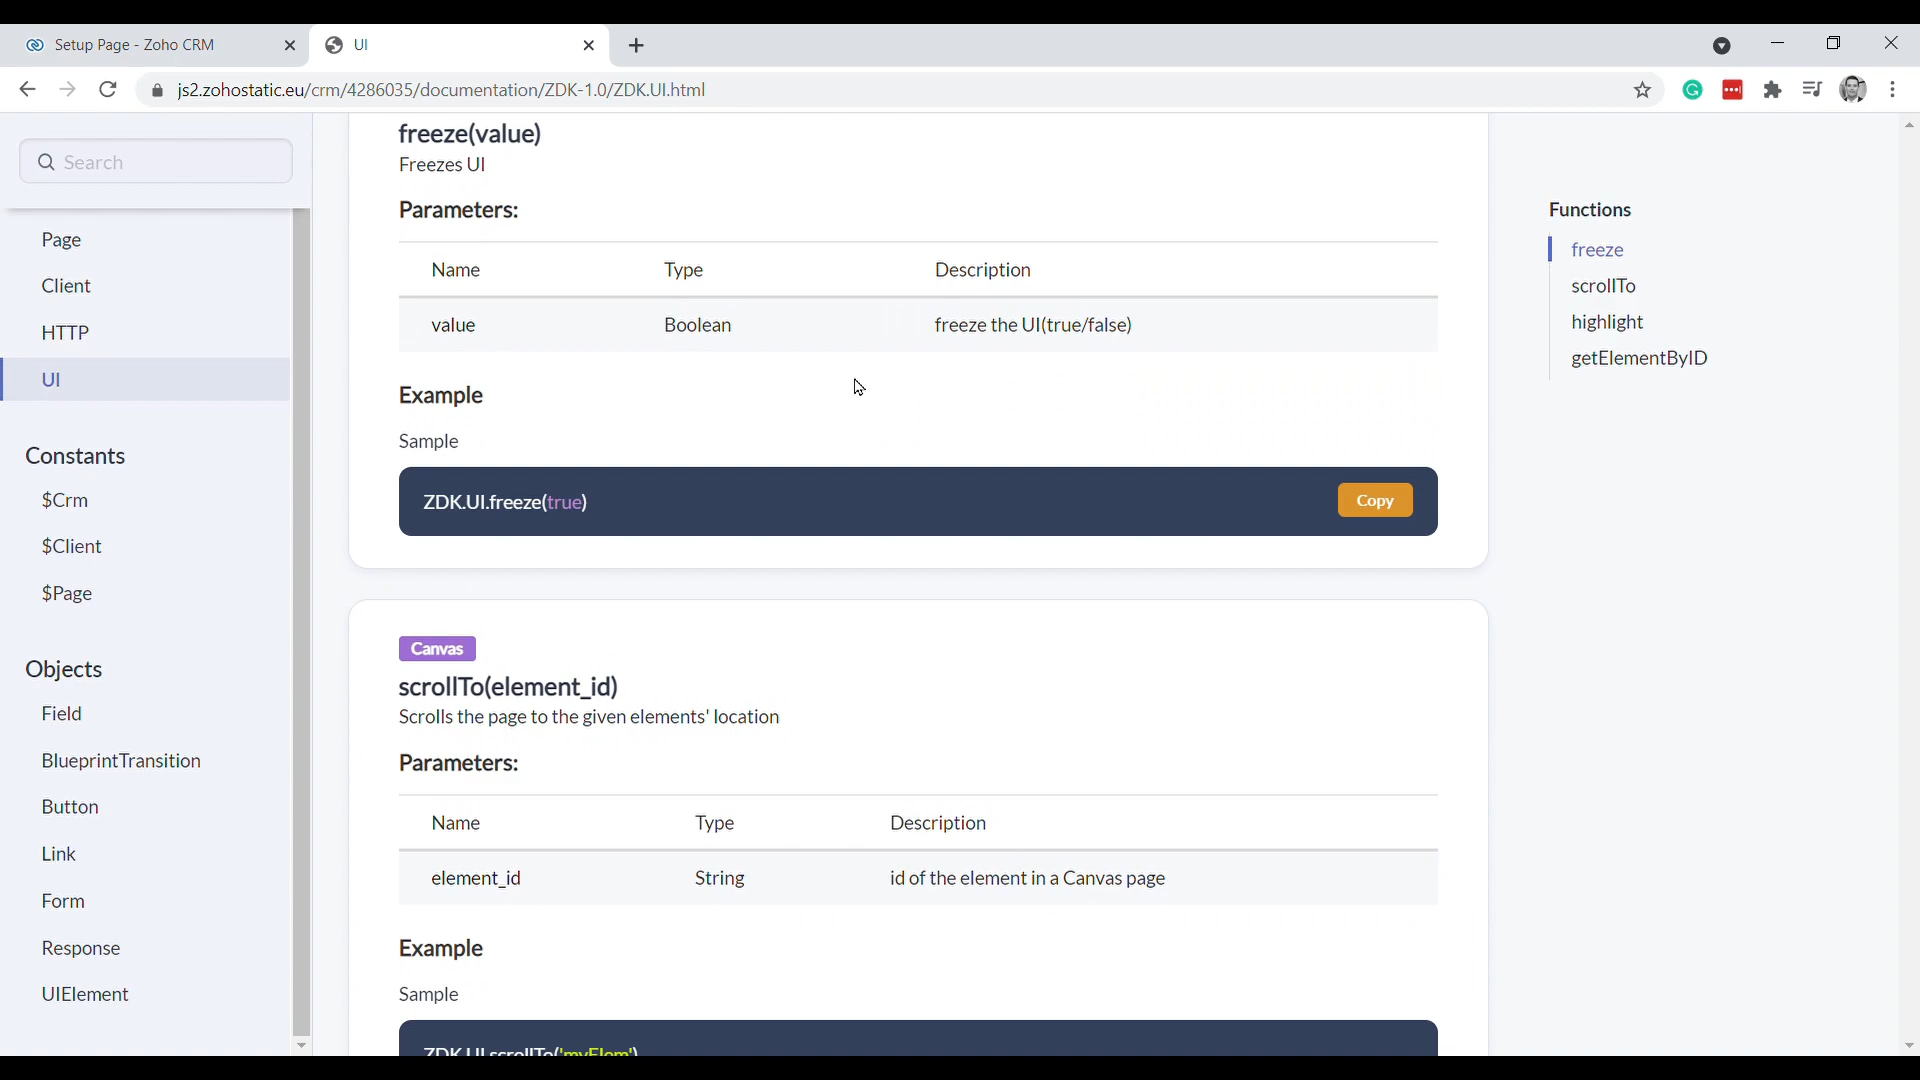 Setup Page - Zoho CRM
UI
js2.zohostatic.eu/crm/4286035/documentation/ZDK-1.0/ZDK.UI.html
Search
Page
Client
HTTP
UI
Constants
$Crm
$Client
$Page
Objects
Field
BlueprintTransition
Button
Link
Form
Response
UIElement
freeze(value)
Freezes UI
Parameters:
Name Type Description
value Boolean freeze the UI(true/false)
Example
Sample
ZDK.UI.freeze(true)
Copy
Canvas
scrollTo(element_id)
Scrolls the page to the given elements' location
Parameters:
Name Type Description
element_id String id of the element in a Canvas page
Example
Sample
ZDK.UI.scrollTo('myElem')
Functions
freeze
scrollTo
highlight
getElementByID